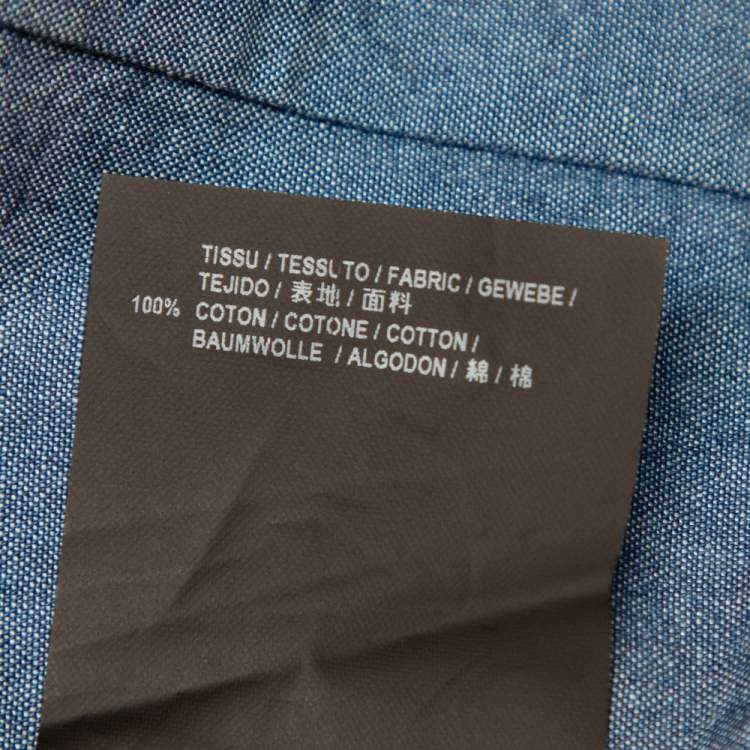 TISSU / TESSUTO / FABRIC / GEWEBE /
TEJIDO / 表地 / 面料
100% COTON / COTONE / COTTON /
BAUMWOLLE / ALGODON / 綿 / 棉